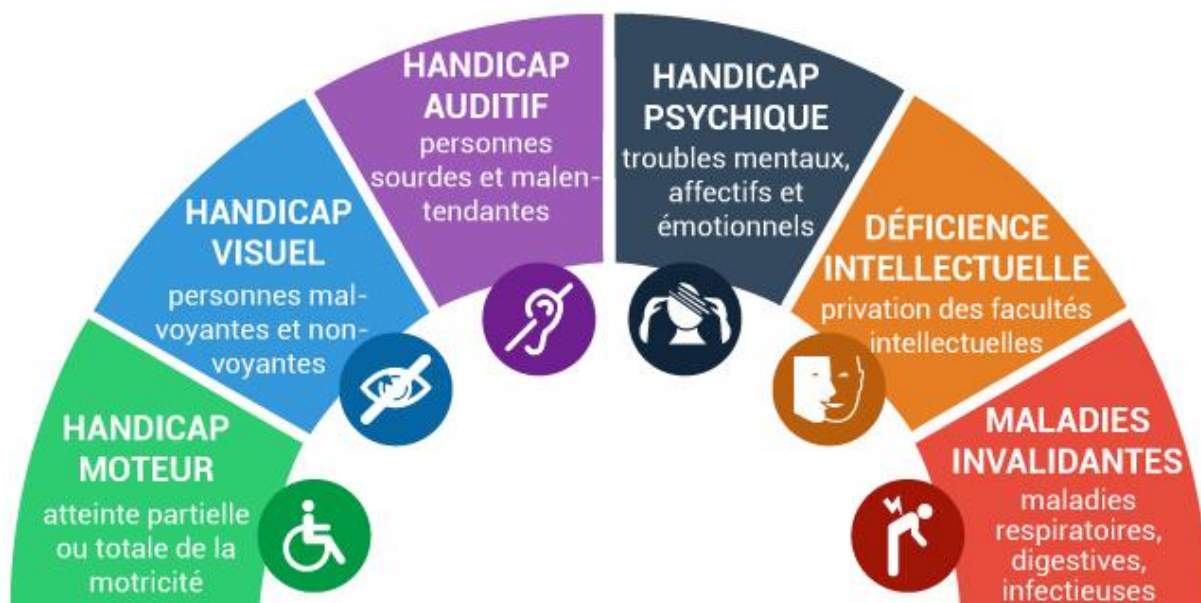 HANDICAP
MOTEUR
atteinte partielle
ou totale de la
motricité
HANDICAP
VISUEL
personnes mal-
voyantes et non-
voyantes
HANDICAP
AUDITIF
personnes
sourdes et malen-
tendantes
HANDICAP
PSYCHIQUE
troubles mentaux,
affectifs et
émotionnels
DÉFICIENCE
INTELLECTUELLE
privation des facultés
intellectuelles
MALADIES
INVALIDANTES
maladies
respiratoires,
digestives,
infectieuses